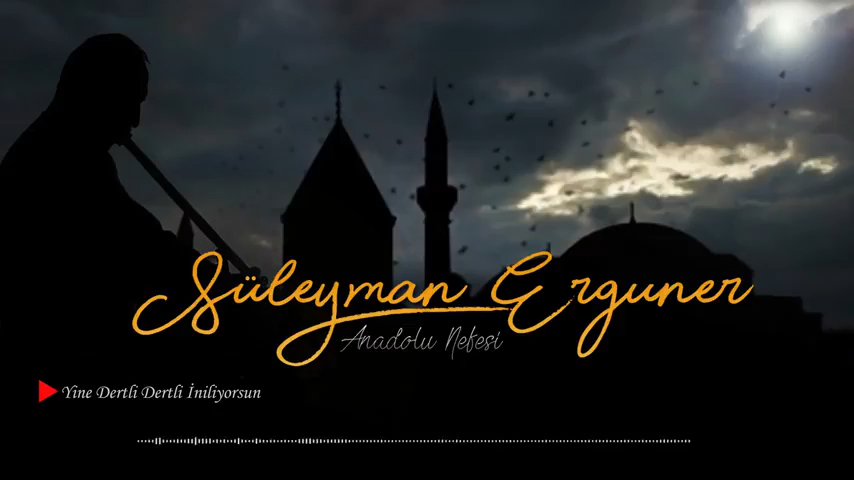 Süleyman Erguner
Anadolu Nefesi
Yine Dertli Dertli İniliyorsun